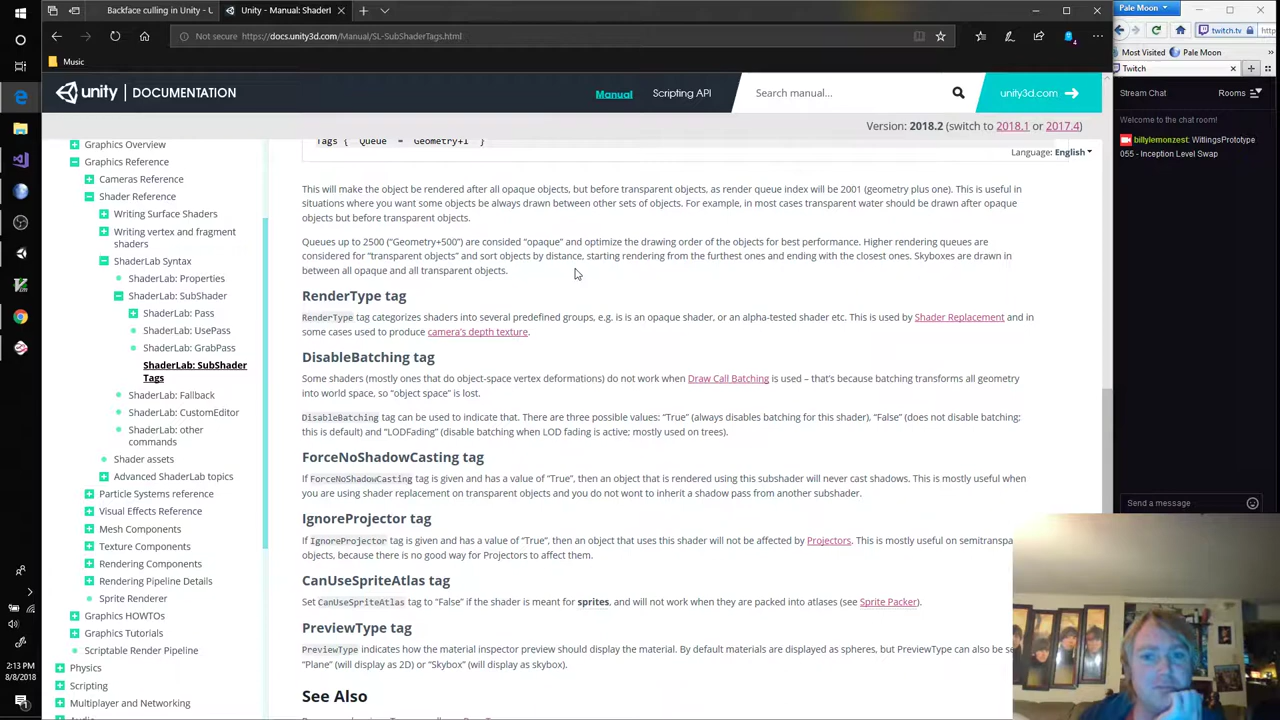 Backface culling in Unity - U
Unity - Manual: ShaderL
Pale Moon
Not secure https://docs.unity3d.com/Manual/SL-SubShaderTags.html
twitch.tv
http
Music
Most Visited
Pale Moon
Twitch
unity | DOCUMENTATION
Manual
Scripting API
Search manual...
unity3d.com
Stream Chat
Rooms
Version: 2018.2 (switch to 2018.1 or 2017.4)
Welcome to the chat room!
billylemonzest: WitlingsPrototype
055 - Inception Level Swap
Language: English
Tags { "Queue" = "Geometry+1" }
Graphics Overview
Graphics Reference
Cameras Reference
Shader Reference
Writing Surface Shaders
Writing vertex and fragment
shaders
ShaderLab Syntax
ShaderLab: Properties
ShaderLab: SubShader
ShaderLab: Pass
ShaderLab: UsePass
ShaderLab: GrabPass
ShaderLab: SubShader
Tags
ShaderLab: Fallback
ShaderLab: CustomEditor
ShaderLab: other
commands
Shader assets
Advanced ShaderLab topics
Particle Systems reference
Visual Effects Reference
Mesh Components
Texture Components
Rendering Components
Rendering Pipeline Details
Sprite Renderer
Graphics HOWTOs
Graphics Tutorials
Scriptable Render Pipeline
Physics
Scripting
Multiplayer and Networking
Audio
This will make the object be rendered after all opaque objects, but before transparent objects, as render queue index will be 2001 (geometry plus one). This is useful in
situations where you want some objects be always drawn between other sets of objects. For example, in most cases transparent water should be drawn after opaque
objects but before transparent objects.
Queues up to 2500 ("Geometry+500") are consided "opaque" and optimize the drawing order of the objects for best performance. Higher rendering queues are
considered for "transparent objects" and sort objects by distance, starting rendering from the furthest ones and ending with the closest ones. Skyboxes are drawn in
between all opaque and all transparent objects.
RenderType tag
RenderType tag categorizes shaders into several predefined groups, e.g. is is an opaque shader, or an alpha-tested shader etc. This is used by Shader Replacement and in
some cases used to produce camera's depth texture.
DisableBatching tag
Some shaders (mostly ones that do object-space vertex deformations) do not work when Draw Call Batching is used – that's because batching transforms all geometry
into world space, so "object space" is lost.
DisableBatching tag can be used to indicate that. There are three possible values: "True" (always disables batching for this shader), "False" (does not disable batching;
this is default) and "LODFading" (disable batching when LOD fading is active; mostly used on trees).
ForceNoShadowCasting tag
If ForceNoShadowCasting tag is given and has a value of "True", then an object that is rendered using this subshader will never cast shadows. This is mostly useful when
you are using shader replacement on transparent objects and you do not wont to inherit a shadow pass from another subshader.
IgnoreProjector tag
If IgnoreProjector tag is given and has a value of "True", then an object that uses this shader will not be affected by Projectors. This is mostly useful on semitranspa
objects, because there is no good way for Projectors to affect them.
CanUseSpriteAtlas tag
Set CanUseSpriteAtlas tag to "False" if the shader is meant for sprites, and will not work when they are packed into atlases (see Sprite Packer).
PreviewType tag
PreviewType indicates how the material inspector preview should display the material. By default materials are displayed as spheres, but PreviewType can also be se
"Plane" (will display as 2D) or "Skybox" (will display as skybox).
See Also
Send a message
2:13 PM
8/8/2018